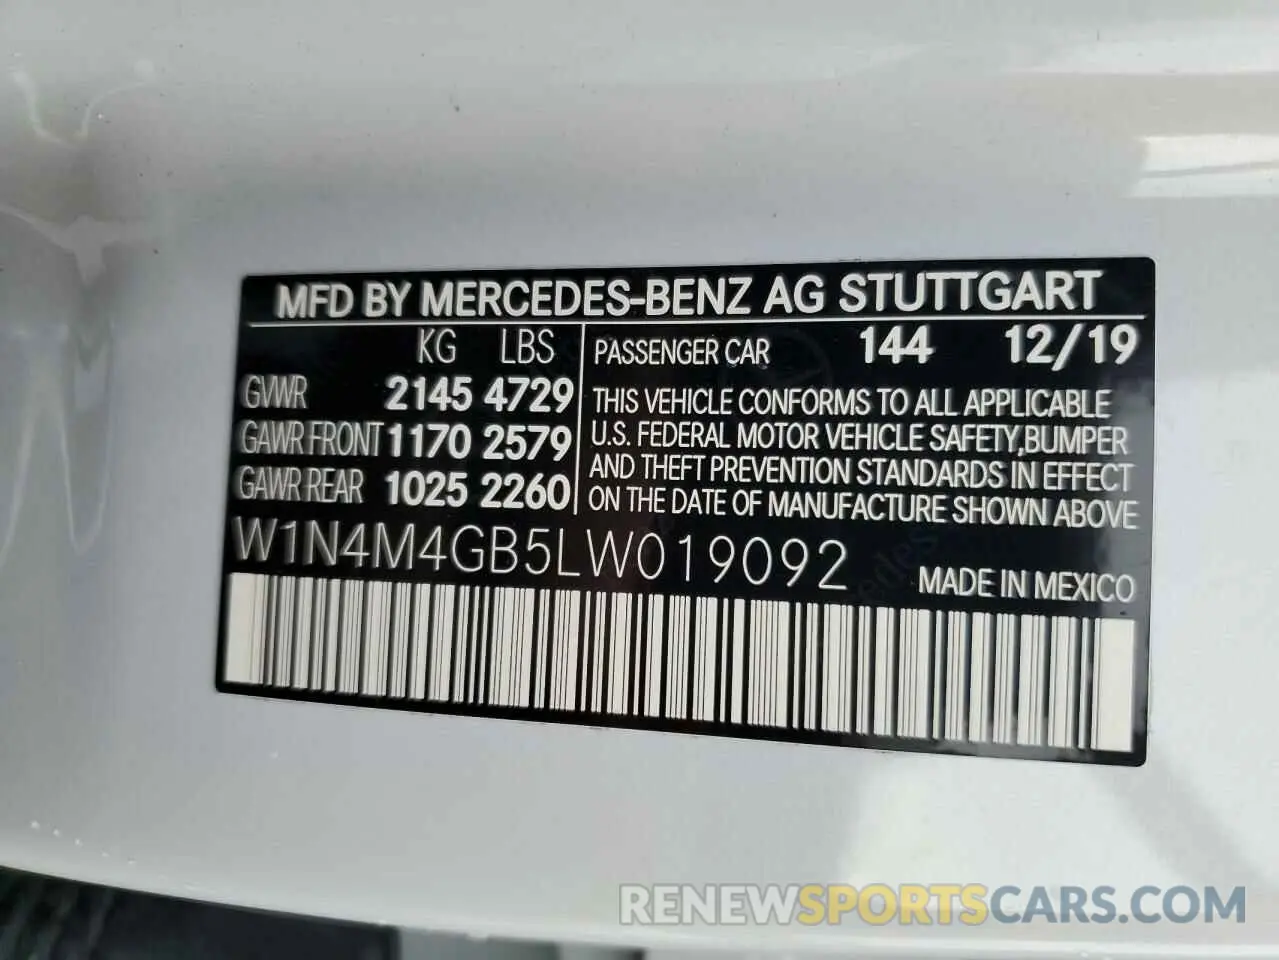 MFD BY MERCEDES-BENZ AG STUTTGART
KG LBS
GVWR 2145 4729
GAWR FRONT 1170 2579
GAWR REAR 1025 2260
PASSENGER CAR 144 12/19
THIS VEHICLE CONFORMS TO ALL APPLICABLE
U.S. FEDERAL MOTOR VEHICLE SAFETY,BUMPER
AND THEFT PREVENTION STANDARDS IN EFFECT
ON THE DATE OF MANUFACTURE SHOWN ABOVE
W1N4M4GB5LW019092
MADE IN MEXICO
RENEWSPORTSCARS.COM